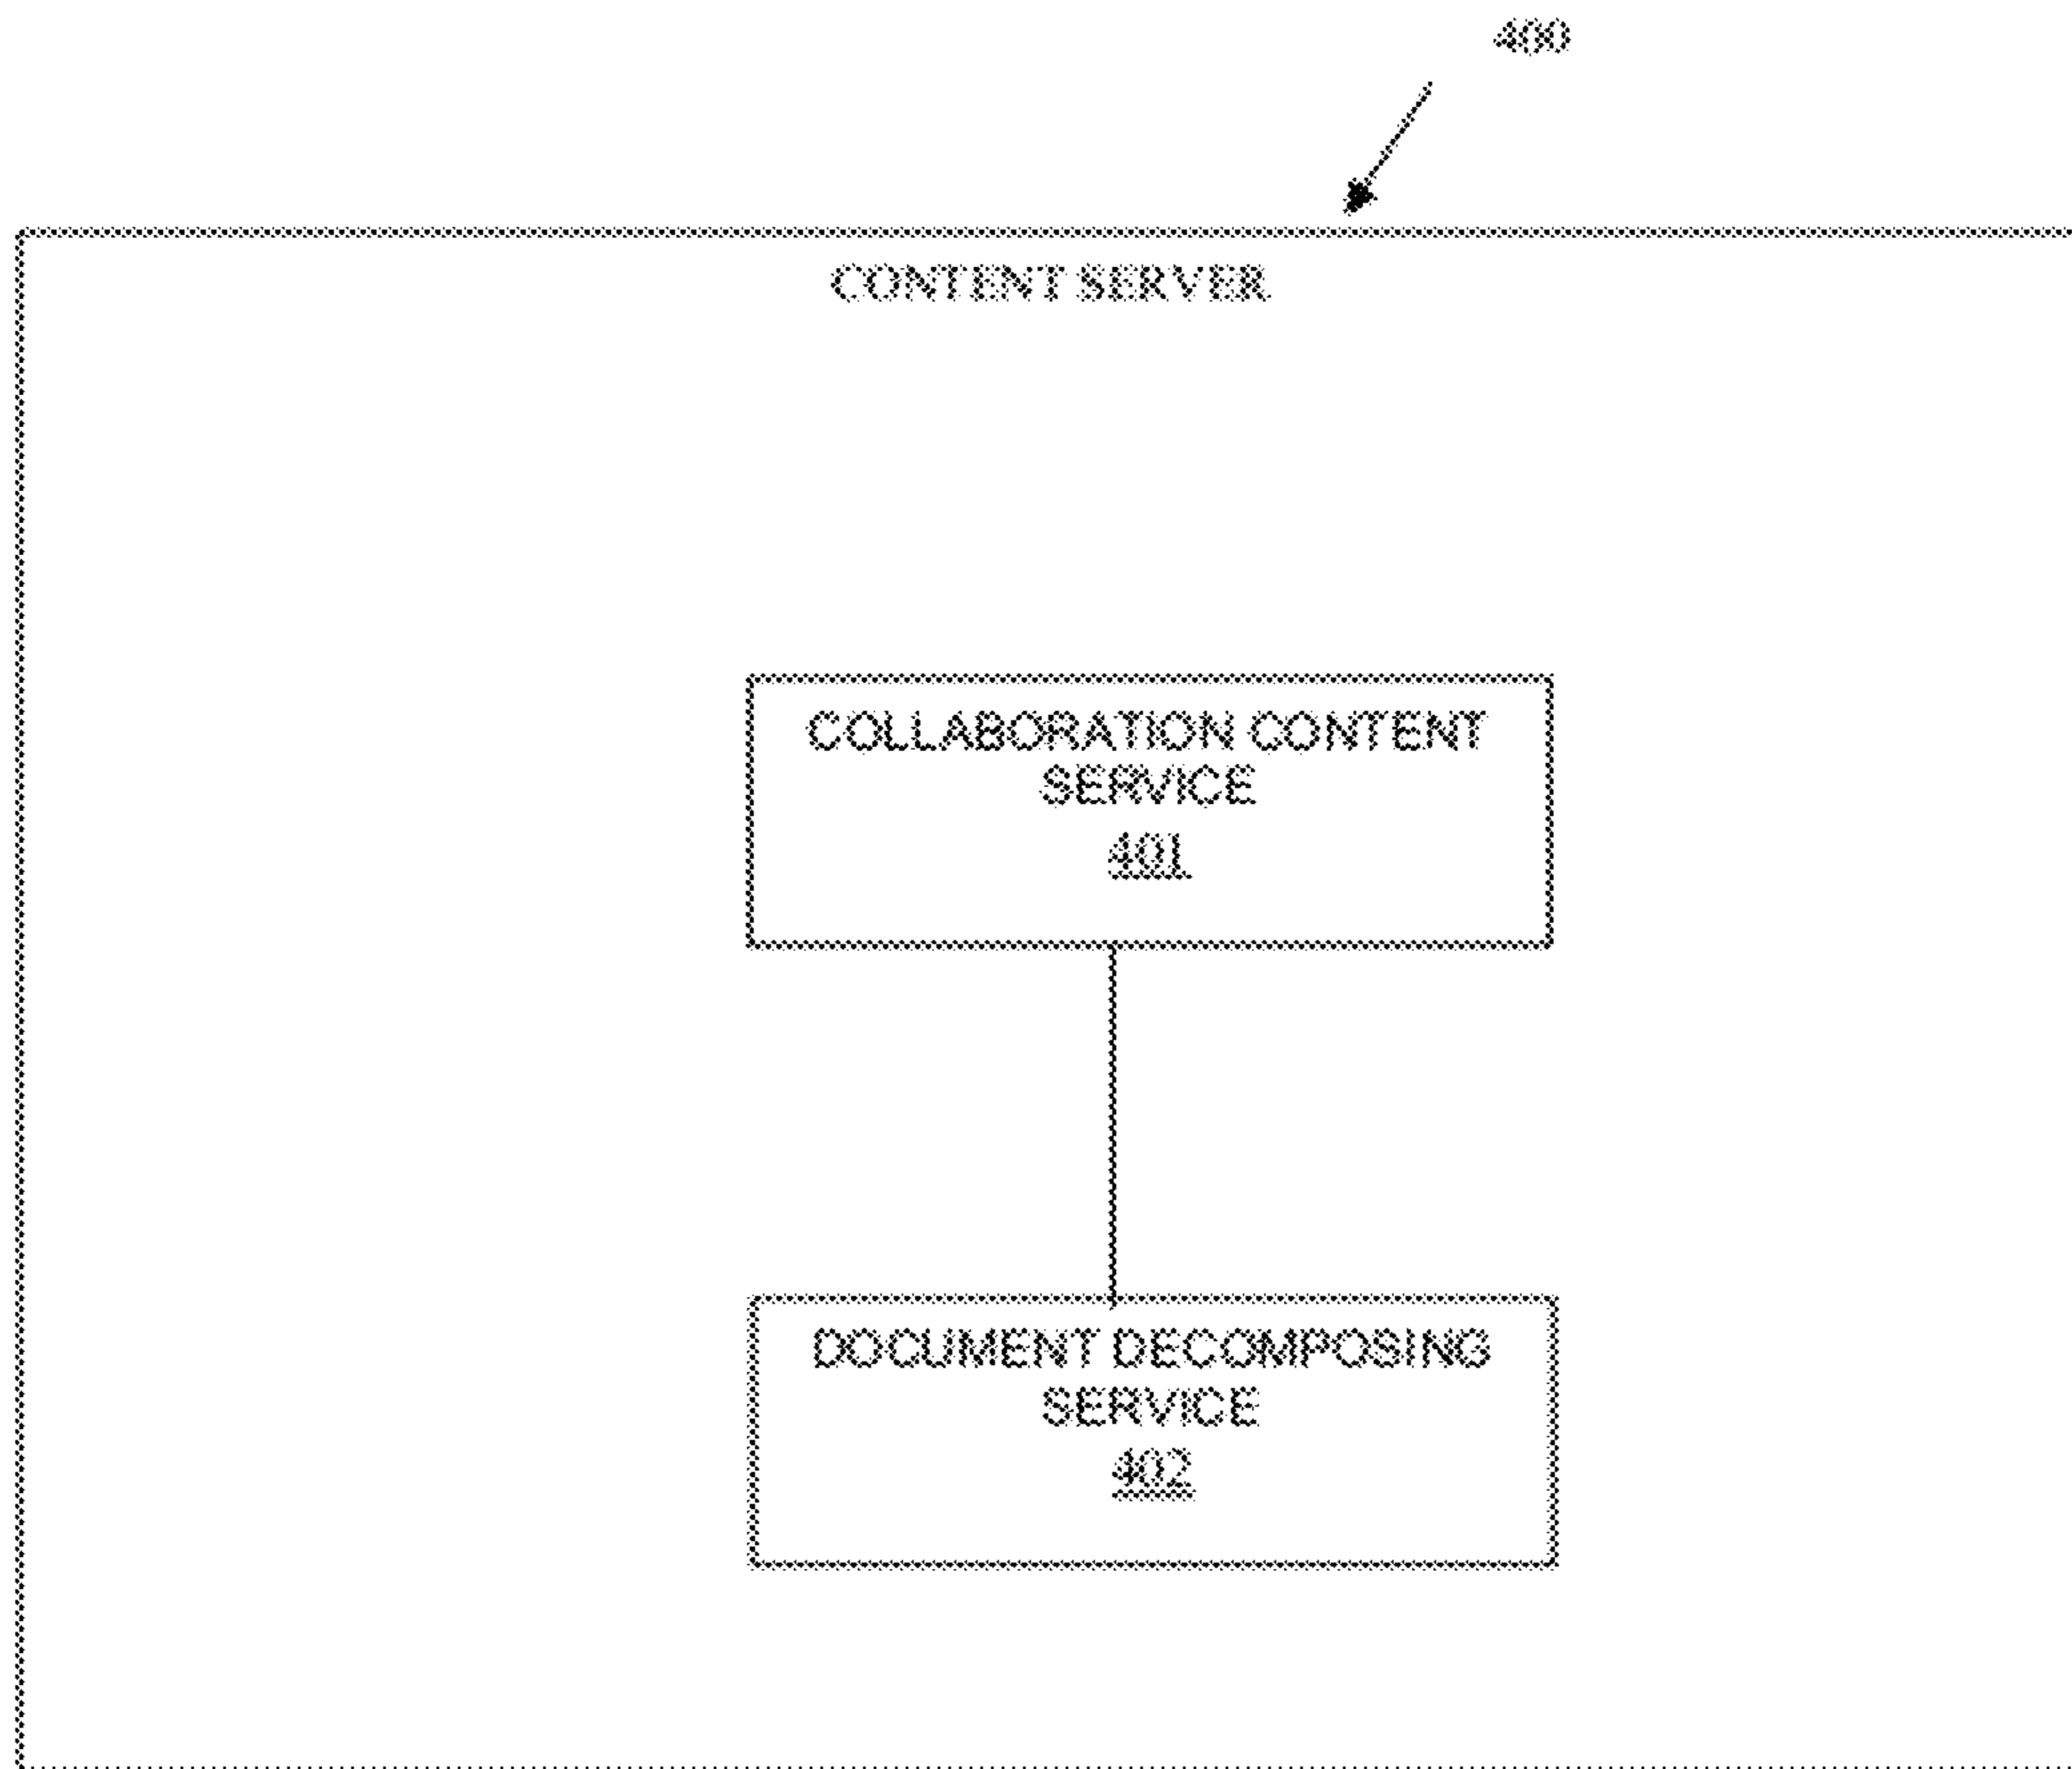 400
CONTENT SERVER
COLLABORATION CONTENT
SERVICE
401
DOCUMENT DECOMPOSING
SERVICE
402